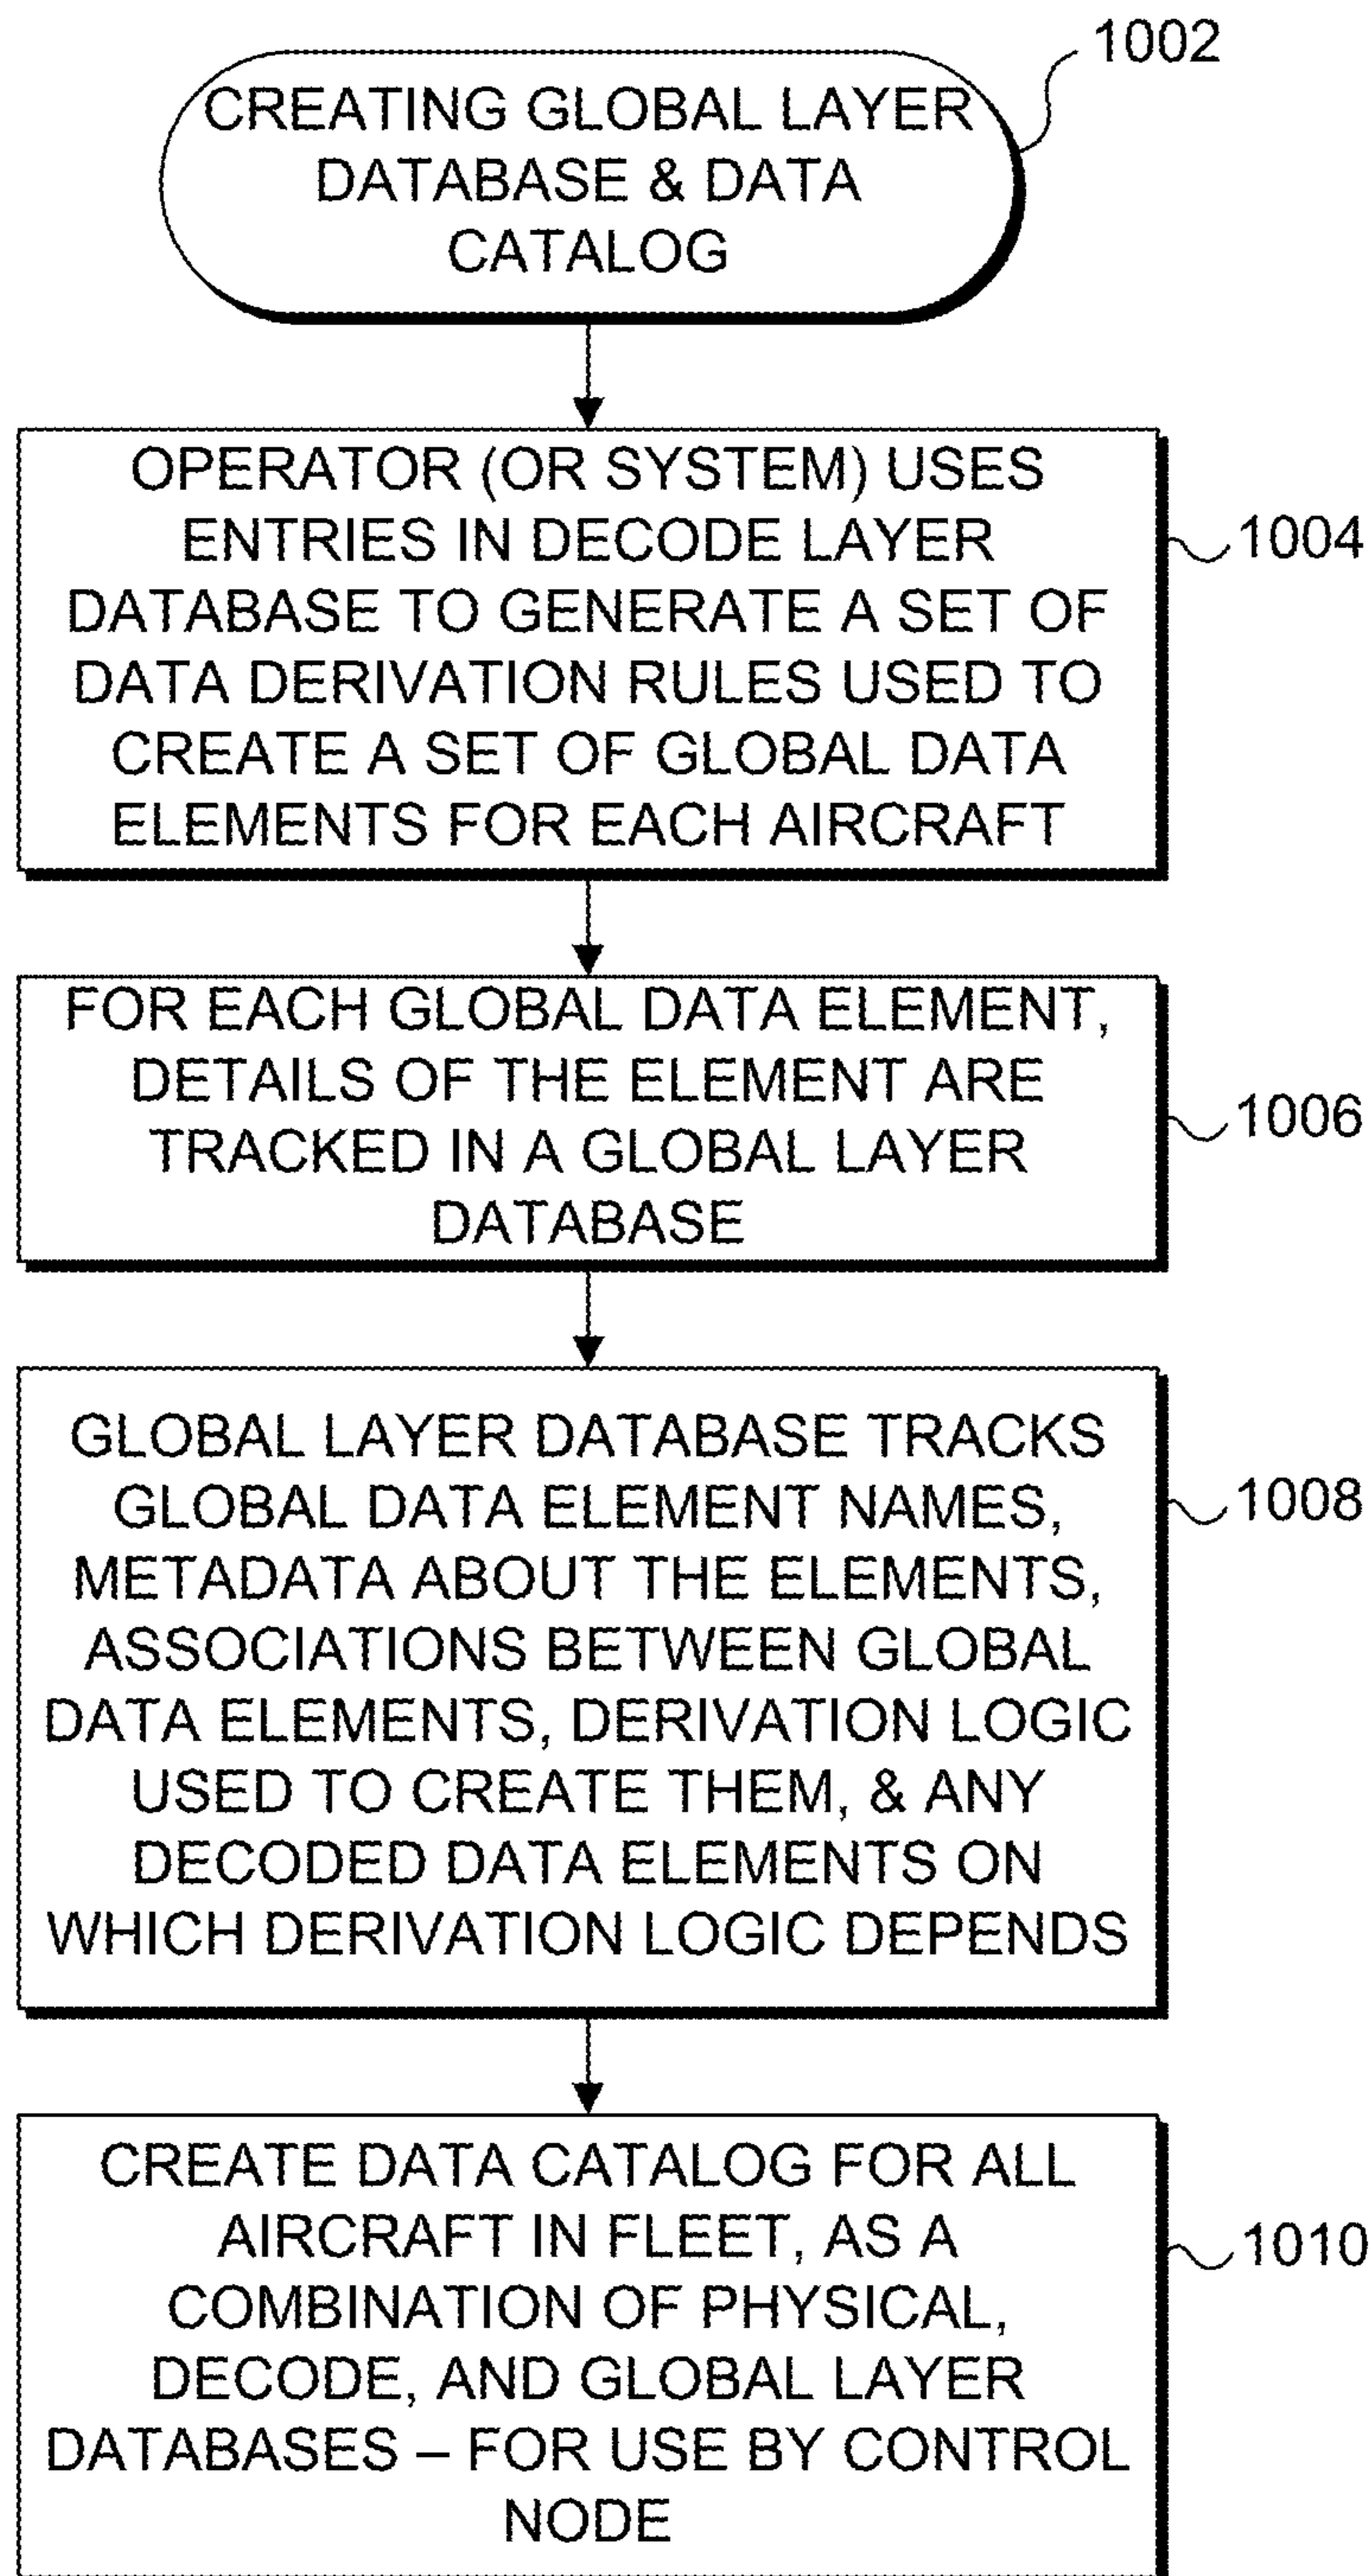 1002
CREATING GLOBAL LAYER
DATABASE & DATA
CATALOG
OPERATOR (OR SYSTEM) USES
ENTRIES IN DECODE LAYER
DATABASE TO GENERATE A SET OF
DATA DERIVATION RULES USED TO
CREATE A SET OF GLOBAL DATA
ELEMENTS FOR EACH AIRCRAFT
1004
FOR EACH GLOBAL DATA ELEMENT,
DETAILS OF THE ELEMENT ARE
TRACKED IN A GLOBAL LAYER
DATABASE
1006
GLOBAL LAYER DATABASE TRACKS
GLOBAL DATA ELEMENT NAMES,
METADATA ABOUT THE ELEMENTS,
ASSOCIATIONS BETWEEN GLOBAL
DATA ELEMENTS, DERIVATION LOGIC
USED TO CREATE THEM, & ANY
DECODED DATA ELEMENTS ON
WHICH DERIVATION LOGIC DEPENDS
1008
CREATE DATA CATALOG FOR ALL
AIRCRAFT IN FLEET, AS A
COMBINATION OF PHYSICAL,
DECODE, AND GLOBAL LAYER
DATABASES – FOR USE BY CONTROL
NODE
1010